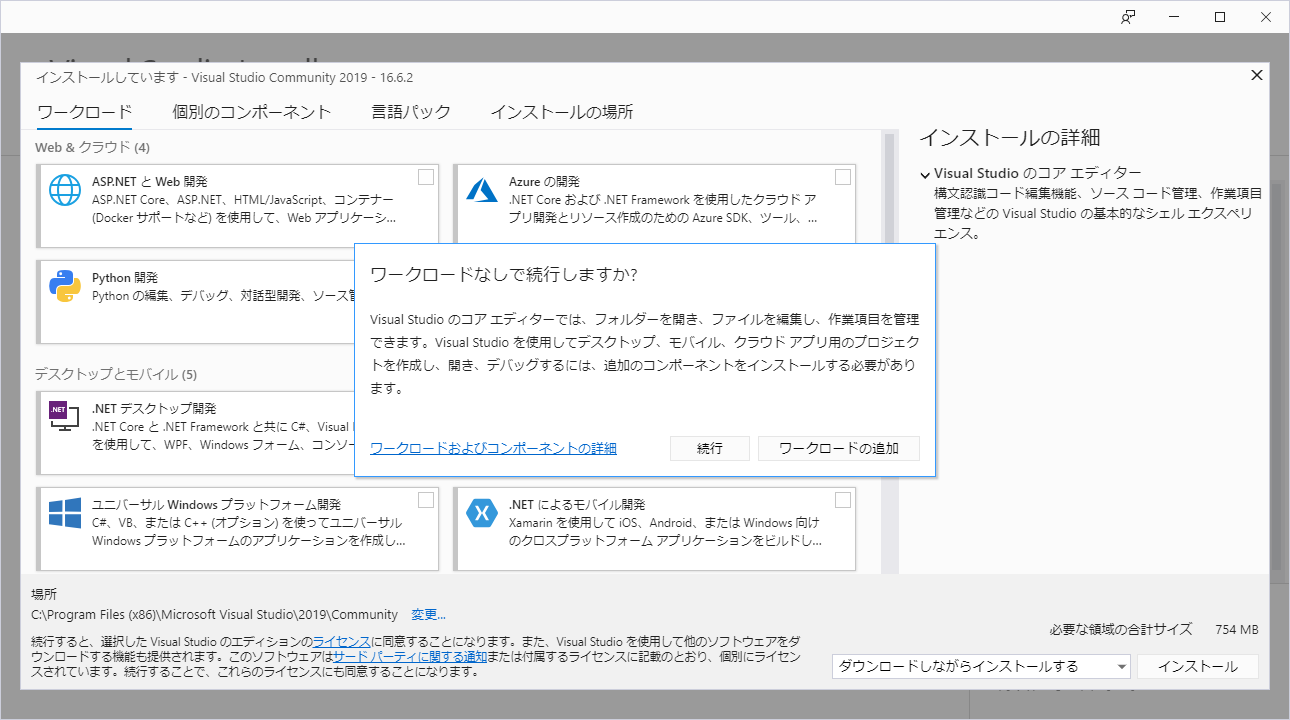 インストールしています - Visual Studio Community 2019 - 16.6.2
ワークロード
個別のコンポーネント
言語パック
インストールの場所
Web & クラウド (4)
ASP.NET と Web 開発
ASP.NET Core、ASP.NET、HTML/JavaScript、コンテナー
(Docker サポートなど) を使用して、Web アプリケーシ...
Azure の開発
.NET Core および .NET Framework を使用したクラウド ア
プリ開発とリソース作成のための Azure SDK、ツール、...
Python 開発
Python の編集、デバッグ、対話型開発、ソース
デスクトップとモバイル (5)
.NET デスクトップ開発
.NET
.NET Core と .NET Framework と共に C#、Visual
を使用して、WPF、Windows フォーム、コンソー
ユニバーサル Windows プラットフォーム開発
C#、VB、または C++ (オプション) を使ってユニバーサル
Windows プラットフォームのアプリケーションを作成し...
.NET によるモバイル開発
Xamarin を使用して iOS、Android、または Windows 向け
のクロスプラットフォーム アプリケーションをビルドし...
ワークロードなしで続行しますか?
Visual Studio のコア エディターでは、フォルダーを開き、ファイルを編集し、作業項目を管理
できます。Visual Studio を使用してデスクトップ、モバイル、クラウド アプリ用のプロジェク
トを作成し、開き、デバッグするには、追加のコンポーネントをインストールする必要があり
ます。
ワークロードおよびコンポーネントの詳細
続行
ワークロードの追加
インストールの詳細
Visual Studio のコア エディター
構文認識コード編集機能、ソース コード管理、作業項目
管理などの Visual Studio の基本的なシェル エクスペリ
エンス。
場所
C:\Program Files (x86)\Microsoft Visual Studio\2019\Community 変更...
続行すると、選択した Visual Studio のエディションのライセンスに同意することになります。また、Visual Studio を使用して他のソフトウェアをダ
ウンロードする機能も提供されます。このソフトウェアはサード パーティに関する通知または付属するライセンスに記載のとおり、個別にライセン
スされています。続行することで、これらのライセンスにも同意することになります。
必要な領域の合計サイズ 754 MB
ダウンロードしながらインストールする
インストール